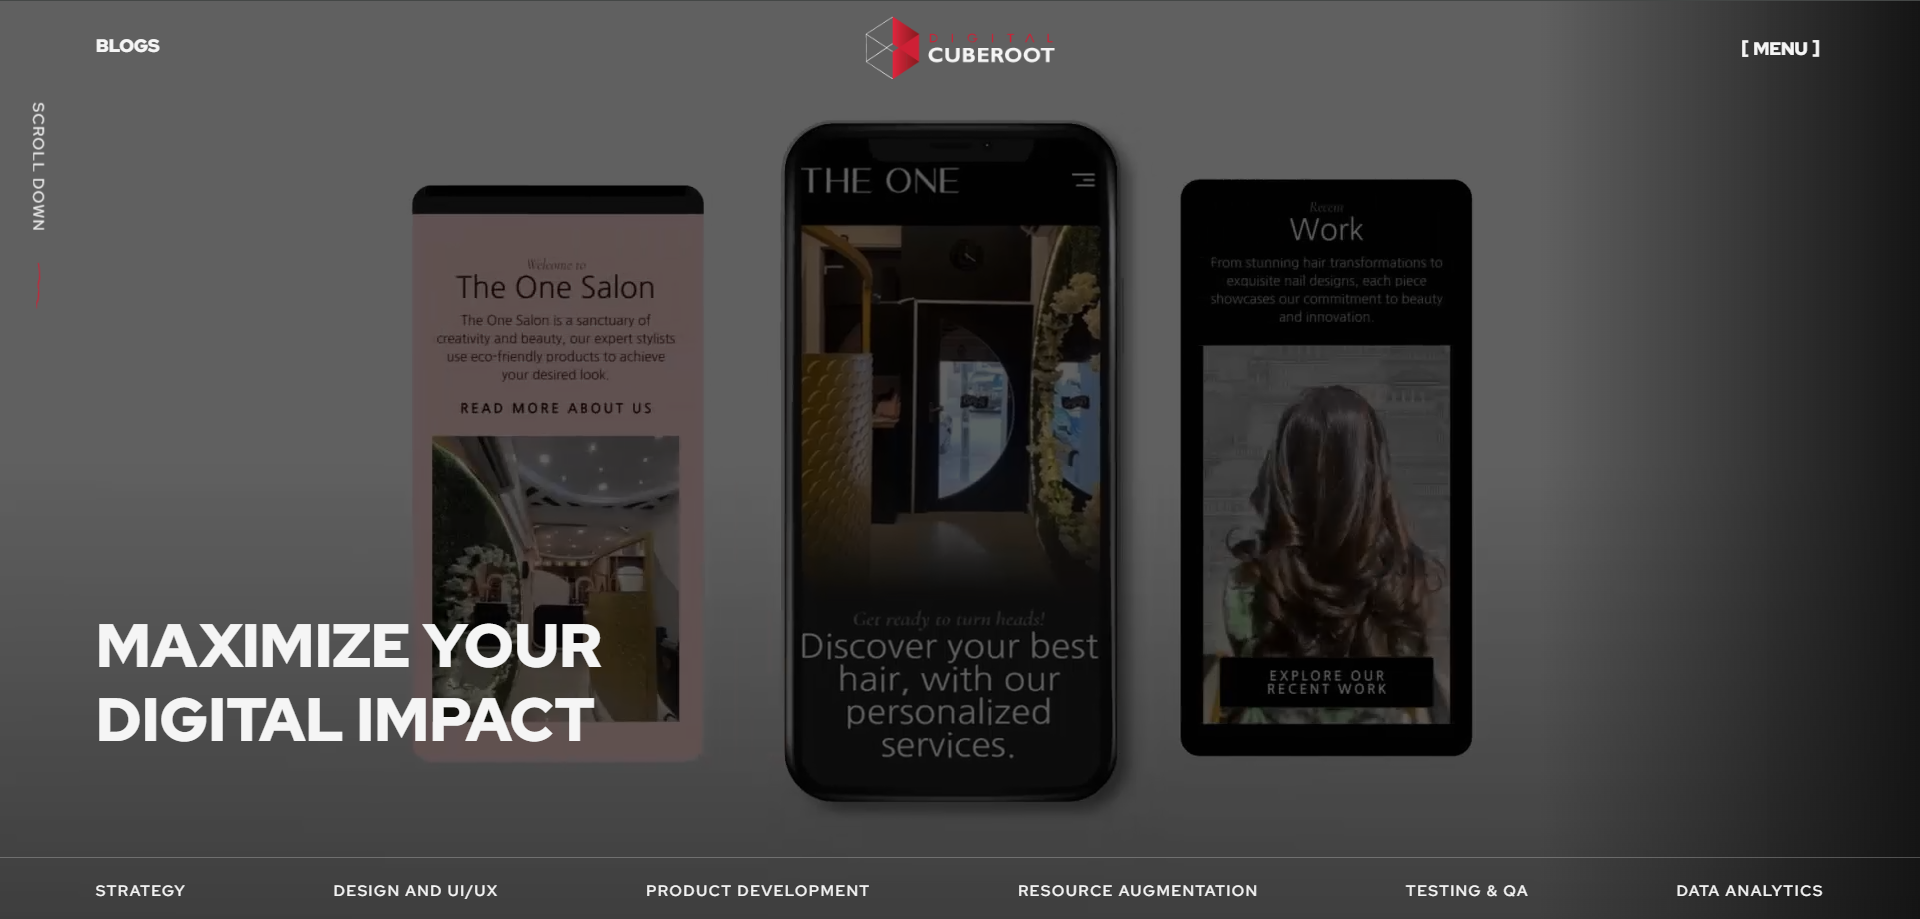 BLOGS
DIGITAL
CUBEROOT
[ MENU ]
SCROLL DOWN
Welcome to
The One Salon
The One Salon is a sanctuary of
creativity and beauty, our expert stylists
use eco-friendly products to achieve
your desired look.
READ MORE ABOUT US
THE ONE
Get ready to turn heads!
Discover your best
hair, with our
personalized
services.
Recent
Work
From stunning hair transformations to
exquisite nail designs, each piece
showcases our commitment to beauty
and innovation.
EXPLORE OUR
RECENT WORK
MAXIMIZE YOUR
DIGITAL IMPACT
STRATEGY
DESIGN AND UI/UX
PRODUCT DEVELOPMENT
RESOURCE AUGMENTATION
TESTING & QA
DATA ANALYTICS